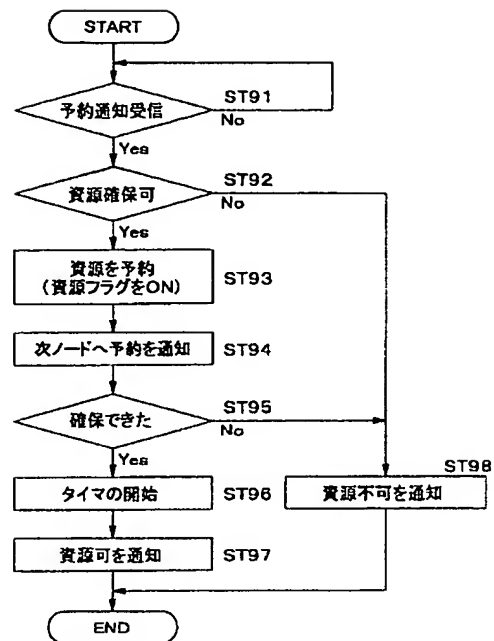 START
予約通知受信
ST91
No
Yes
資源確保可
ST92
No
Yes
資源を予約
(資源フラグをON)
ST93
次ノードへ予約を通知
ST94
確保できた
ST95
No
Yes
タイマの開始
ST96
ST98
資源不可を通知
資源可を通知
ST97
END